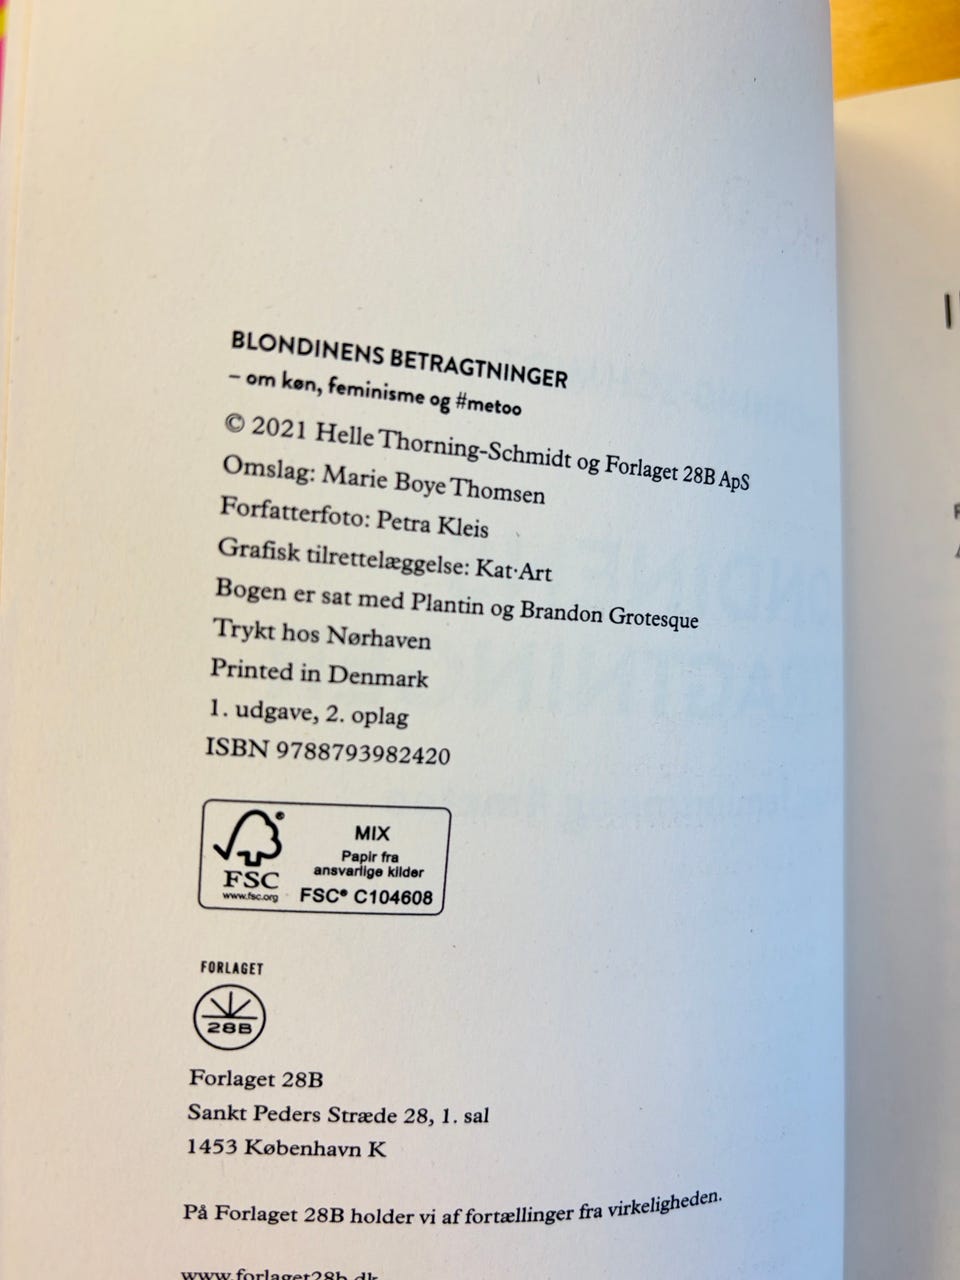 BLONDINENS BETRAGTNINGER
– om køn, feminisme og #metoo
© 2021 Helle Thorning-Schmidt og Forlaget 28B ApS
Omslag: Marie Boye Thomsen
Forfatterfoto: Petra Kleis
Grafisk tilrettelæggelse: Kat·Art
Bogen er sat med Plantin og Brandon Grotesque
Trykt hos Nørhaven
Printed in Denmark
1. udgave, 2. oplag
ISBN 9788793982420
FSC
www.fsc.org
MIX
Papir fra
ansvarlige kilder
FSC® C104608
FORLAGET
28B
Forlaget 28B
Sankt Peders Stræde 28, 1. sal
1453 København K
På Forlaget 28B holder vi af fortællinger fra virkeligheden.
www.forlaget28b.dk